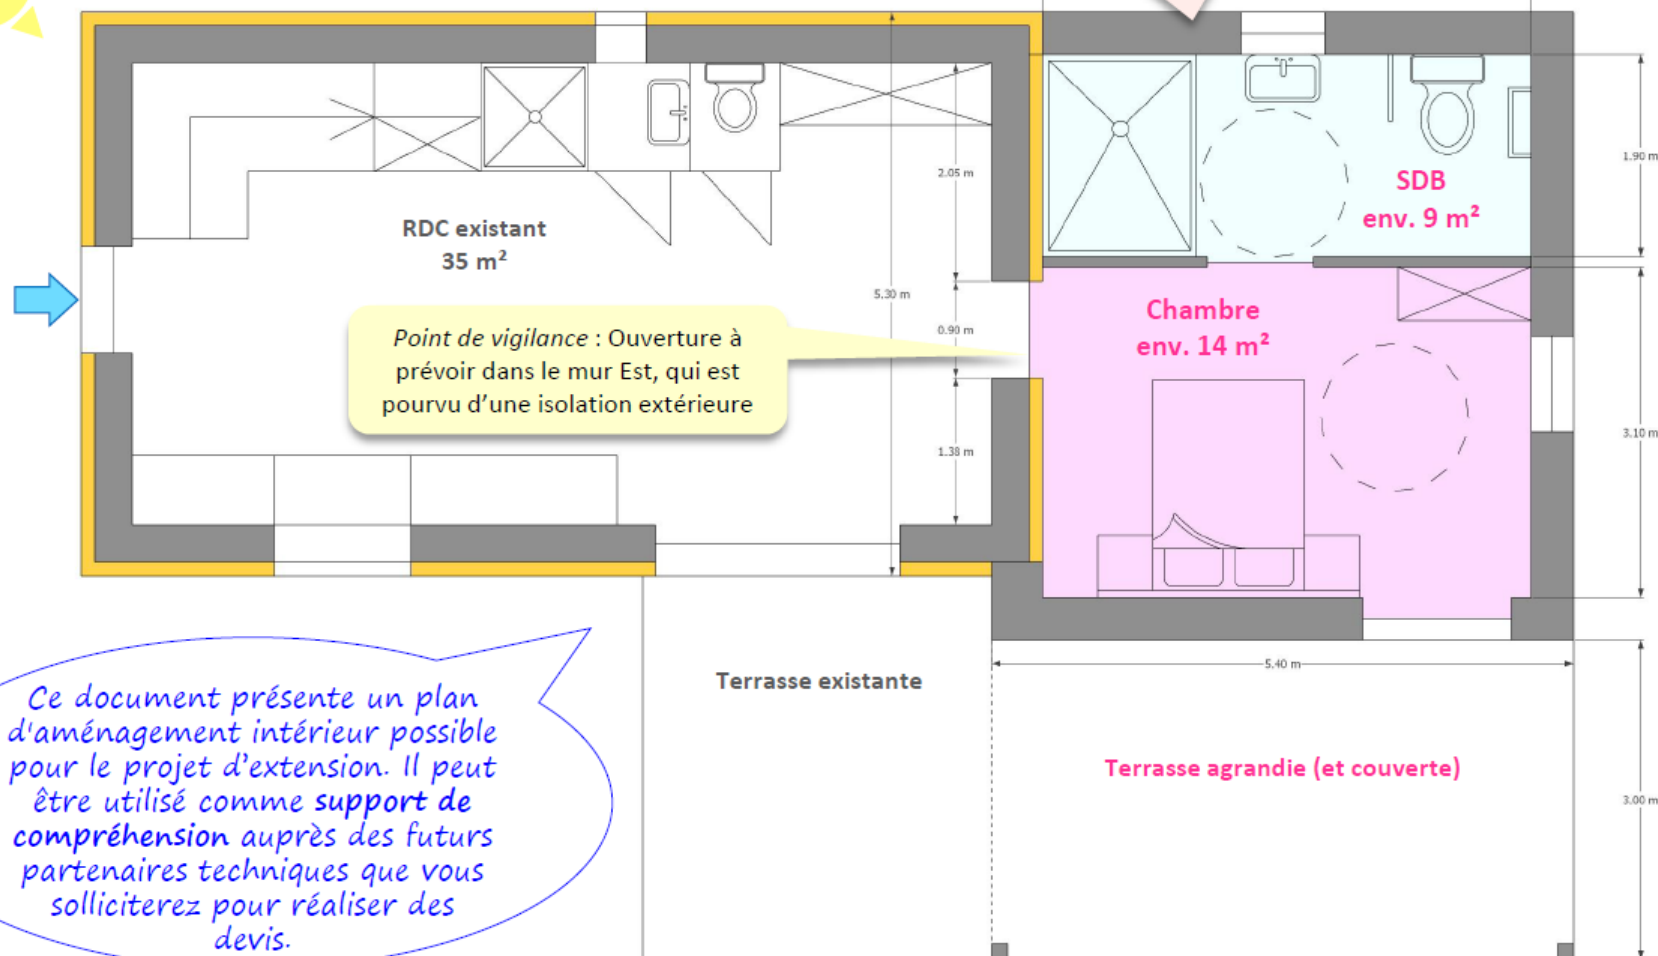 1.90 m
SDB
env. 9 m²
2.05 m
RDC existant
35 m²
5.30 m
0.90 m
Chambre
env. 14 m²
Point de vigilance : Ouverture à
prévoir dans le mur Est, qui est
pourvu d’une isolation extérieure
3.10 m
1.38 m
5.40 m
Terrasse existante
Terrasse agrandie (et couverte)
3.00 m
Ce document présente un plan
d'aménagement intérieur possible
pour le projet d’extension. Il peut
être utilisé comme support de
compréhension auprès des futurs
partenaires techniques que vous
solliciterez pour réaliser des
devis.